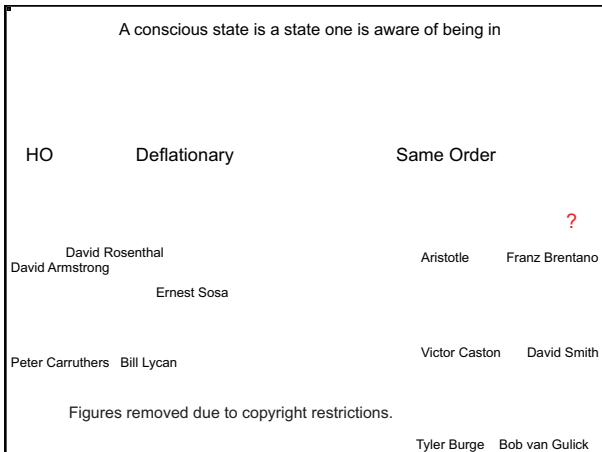 A conscious state is a state one is aware of being in
HO Deflationary Same Order
?
David Rosenthal
David Armstrong
Aristotle Franz Brentano
Ernest Sosa
Peter Carruthers Bill Lycan
Victor Caston David Smith
Figures removed due to copyright restrictions.
Tyler Burge Bob van Gulick